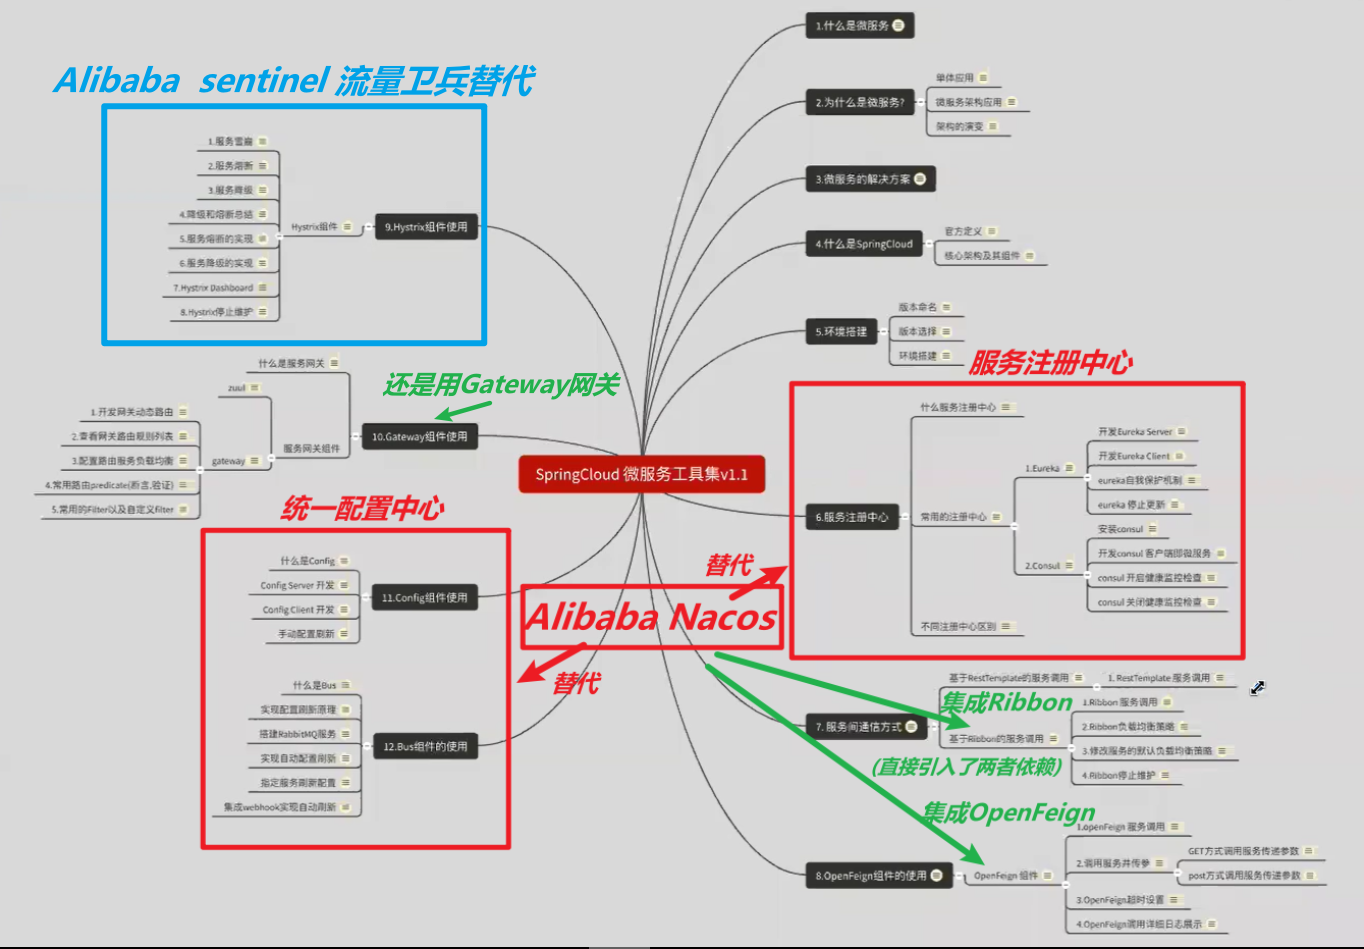 1.什么是微服务
2.为什么是微服务?
单体应用
微服务架构应用
架构的演变
3.微服务的解决方案
4.什么是SpringCloud
官方定义
核心架构及其组件
5.环境搭建
版本命名
版本选择
环境搭建
服务注册中心
6.服务注册中心
什么服务注册中心
常用的注册中心
1.Eureka
开发Eureka Server
开发Eureka Client
eureka自我保护机制
eureka 停止更新
2.Consul
安装consul
开发consul 客户端即微服务
consul 开启健康监控检查
consul 关闭健康监控检查
不同注册中心区别
7. 服务间通信方式
基于RestTemplate的服务调用
1. RestTemplate 服务调用
集成Ribbon
基于Ribbon的服务调用
1.Ribbon 服务调用
2.Ribbon负载均衡策略
3.修改服务的默认负载均衡策略
4.Ribbon停止维护
(直接引入了两者依赖)
集成OpenFeign
8.OpenFeign组件的使用
OpenFeign 组件
1.openFeign 服务调用
2.调用服务并传参
GET方式调用服务传递参数
post方式调用服务传递参数
3.OpenFeign超时设置
4.OpenFeign调用详细日志展示
SpringCloud 微服务工具集v1.1
Alibaba sentinel 流量卫兵替代
9.Hystrix组件使用
Hystrix组件
1.服务雪崩
2.服务熔断
3.服务降级
4.降级和熔断总结
5.服务熔断的实现
6.服务降级的实现
7.Hystrix Dashboard
8.Hystrix停止维护
还是用Gateway网关
10.Gateway组件使用
什么是服务网关
服务网关组件
zuul
gateway
1.开发网关动态路由
2.查看网关路由规则列表
3.配置路由服务负载均衡
4.常用路由predicate(断言,验证)
5.常用的Filter以及自定义filter
统一配置中心
11.Config组件使用
什么是Config
Config Server 开发
Config Client 开发
手动配置刷新
12.Bus组件的使用
什么是Bus
实现配置刷新原理
搭建RabbitMQ服务
实现自动配置刷新
指定服务刷新配置
集成webhook实现自动刷新
替代
Alibaba Nacos
替代